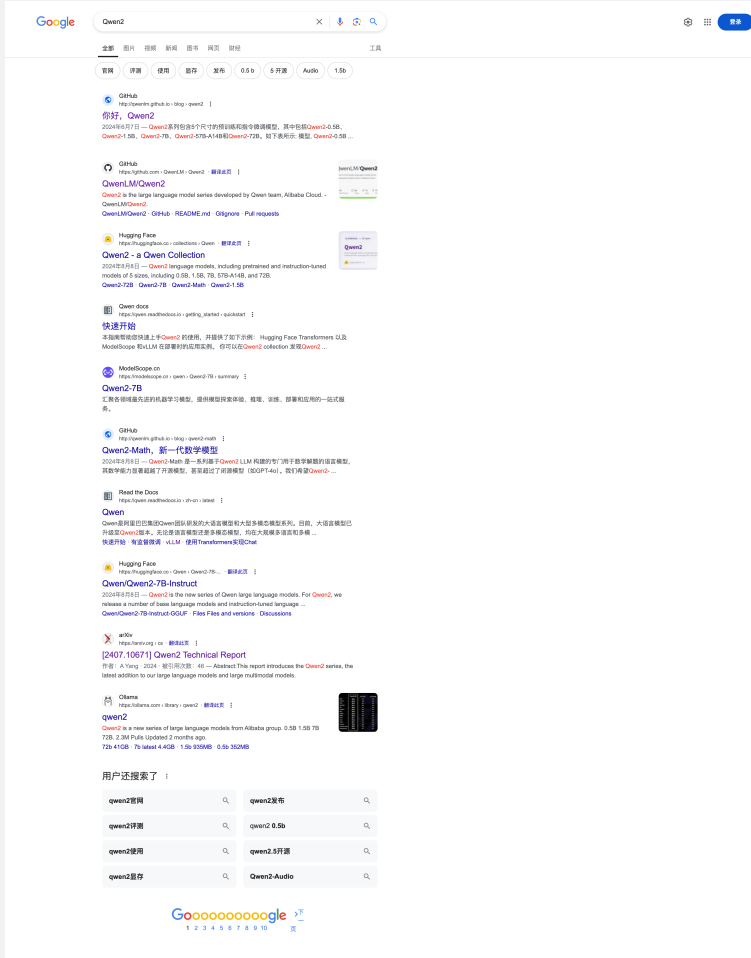 Google
Qwen2
登录
全部 图片 视频 新闻 图书 网页 财经
工具
官网 评测 使用 显存 发布 0.5 b 5 开源 Audio 1.5b
GitHub
http://qwenlm.github.io › blog › qwen2
你好，Qwen2
2024年6月7日 — Qwen2系列包含5个尺寸的预训练和指令微调模型，其中包括Qwen2-0.5B、
Qwen2-1.5B、Qwen2-7B、Qwen2-57B-A14B和Qwen2-72B。如下表所示: 模型, Qwen2-0.5B ...
GitHub
https://github.com › QwenLM › Qwen2 · 翻译此页
QwenLM/Qwen2
Qwen2 is the large language model series developed by Qwen team, Alibaba Cloud. -
QwenLM/Qwen2.
QwenLM/Qwen2 · GitHub · README.md · Gitignore · Pull requests
Hugging Face
https://huggingface.co › collections › Qwen · 翻译此页
Qwen2 - a Qwen Collection
2024年8月8日 — Qwen2 language models, including pretrained and instruction-tuned
models of 5 sizes, including 0.5B, 1.5B, 7B, 57B-A14B, and 72B.
Qwen2-72B · Qwen2-7B · Qwen2-Math · Qwen2-1.5B
Qwen2
Qwen docs
https://qwen.readthedocs.io › getting_started › quickstart
快速开始
本指南帮助您快速上手Qwen2 的使用，并提供了如下示例： Hugging Face Transformers 以及
ModelScope 和vLLM 在部署时的应用实例。 你可以在Qwen2 collection 发现Qwen2 ...
ModelScope.cn
https://modelscope.cn › qwen › Qwen2-7B › summary
Qwen2-7B
汇聚各领域最先进的机器学习模型，提供模型探索体验、推理、训练、部署和应用的一站式服
务。
GitHub
http://qwenlm.github.io › blog › qwen2-math
Qwen2-Math，新一代数学模型
2024年8月8日 — Qwen2-Math 是一系列基于Qwen2 LLM 构建的专门用于数学解题的语言模型，
其数学能力显著超越了开源模型，甚至超过了闭源模型（如GPT-4o）。我们希望Qwen2- ...
Read the Docs
https://qwen.readthedocs.io › zh-cn › latest
Qwen
Qwen是阿里巴巴集团Qwen团队研发的大语言模型和大型多模态模型系列。目前，大语言模型已
升级至Qwen2版本。无论是语言模型还是多模态模型，均在大规模多语言和多模 ...
快速开始 · 有监督微调 · vLLM · 使用Transformers实现Chat
Hugging Face
https://huggingface.co › Qwen › Qwen2-7B-... · 翻译此页
Qwen/Qwen2-7B-Instruct
2024年8月8日 — Qwen2 is the new series of Qwen large language models. For Qwen2, we
release a number of base language models and instruction-tuned language ...
Qwen/Qwen2-7B-Instruct-GGUF · Files Files and versions · Discussions
arXiv
https://arxiv.org › cs · 翻译此页
[2407.10671] Qwen2 Technical Report
作者：A Yang · 2024 · 被引用次数：46 — Abstract:This report introduces the Qwen2 series, the
latest addition to our large language models and large multimodal models.
Ollama
https://ollama.com › library › qwen2 · 翻译此页
qwen2
Qwen2 is a new series of large language models from Alibaba group. 0.5B 1.5B 7B
72B. 2.3M Pulls Updated 2 months ago.
72b 41GB · 7b latest 4.4GB · 1.5b 935MB · 0.5b 352MB
用户还搜索了
qwen2官网
qwen2发布
qwen2评测
qwen2 0.5b
qwen2使用
qwen2.5开源
qwen2显存
Qwen2-Audio
Goooooooooogle
1 2 3 4 5 6 7 8 9 10
下一页